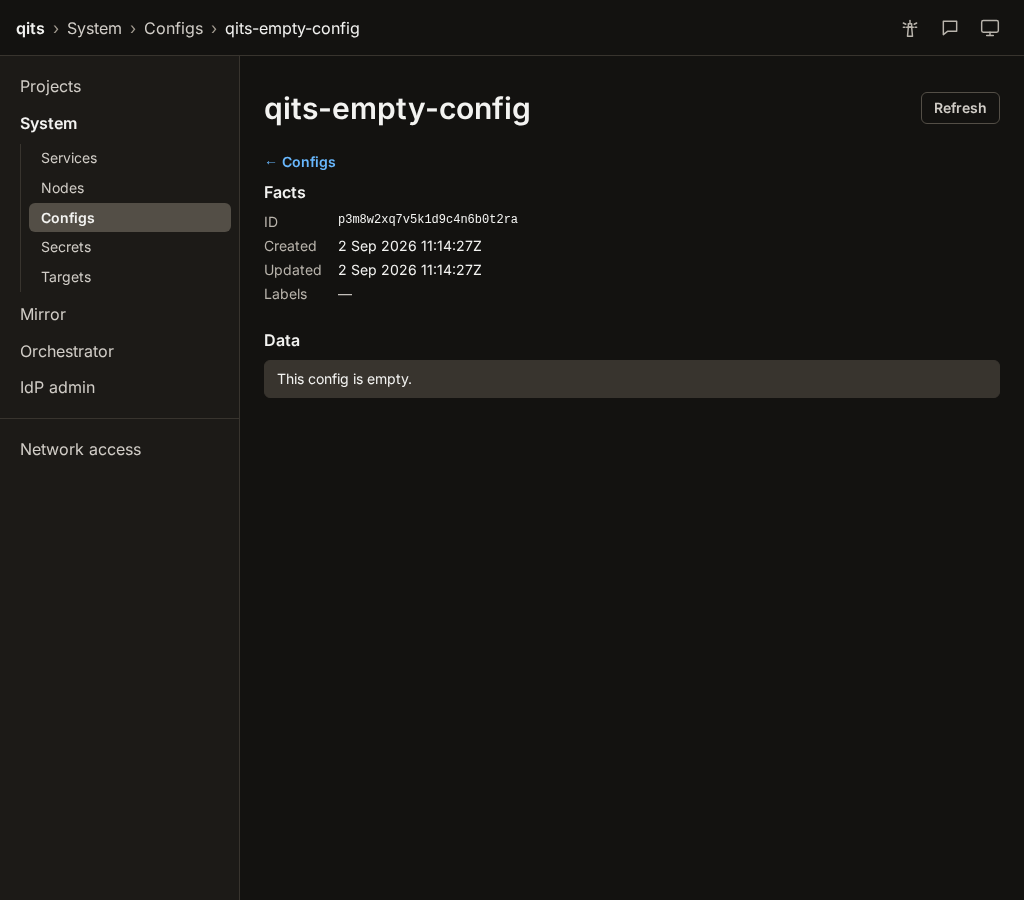 qits › System › Configs › qits-empty-config
Projects
System
Services
Nodes
Configs
Secrets
Targets
Mirror
Orchestrator
IdP admin
Network access
qits-empty-config
Refresh
← Configs
Facts
ID p3m8w2xq7v5k1d9c4n6b0t2ra
Created 2 Sep 2026 11:14:27Z
Updated 2 Sep 2026 11:14:27Z
Labels —
Data
This config is empty.